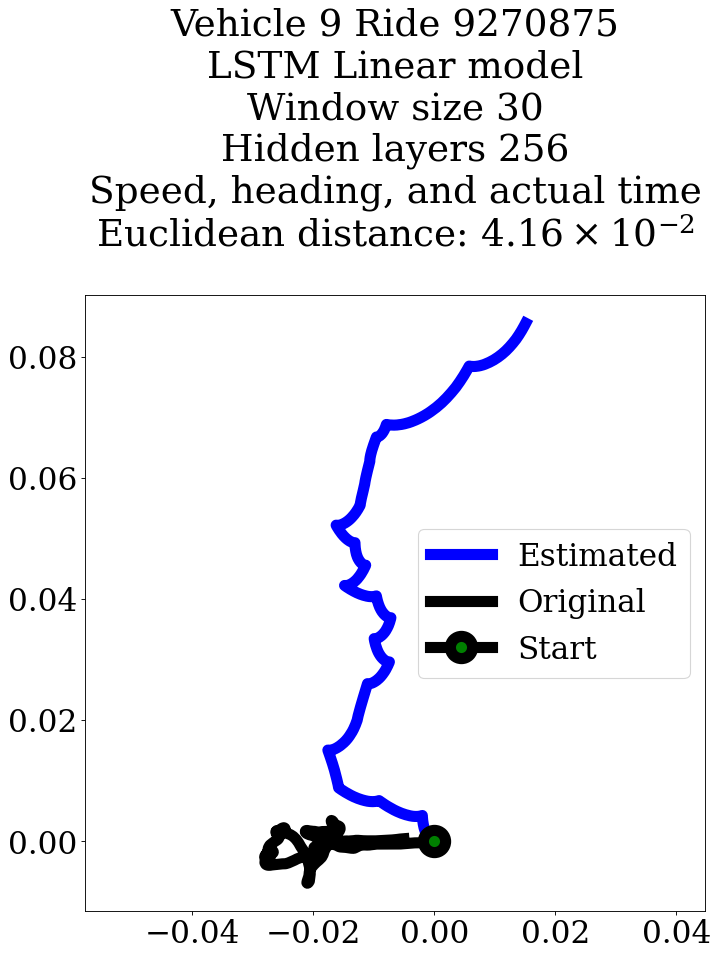 Vehicle 9 Ride 9270875
LSTM Linear model
Window size 30
Hidden layers 256
Speed, heading, and actual time
Euclidean distance: 4.16 × 10⁻²
0.08
0.06
0.04
0.02
0.00
Estimated
Original
Start
−0.04 −0.02 0.00 0.02 0.04